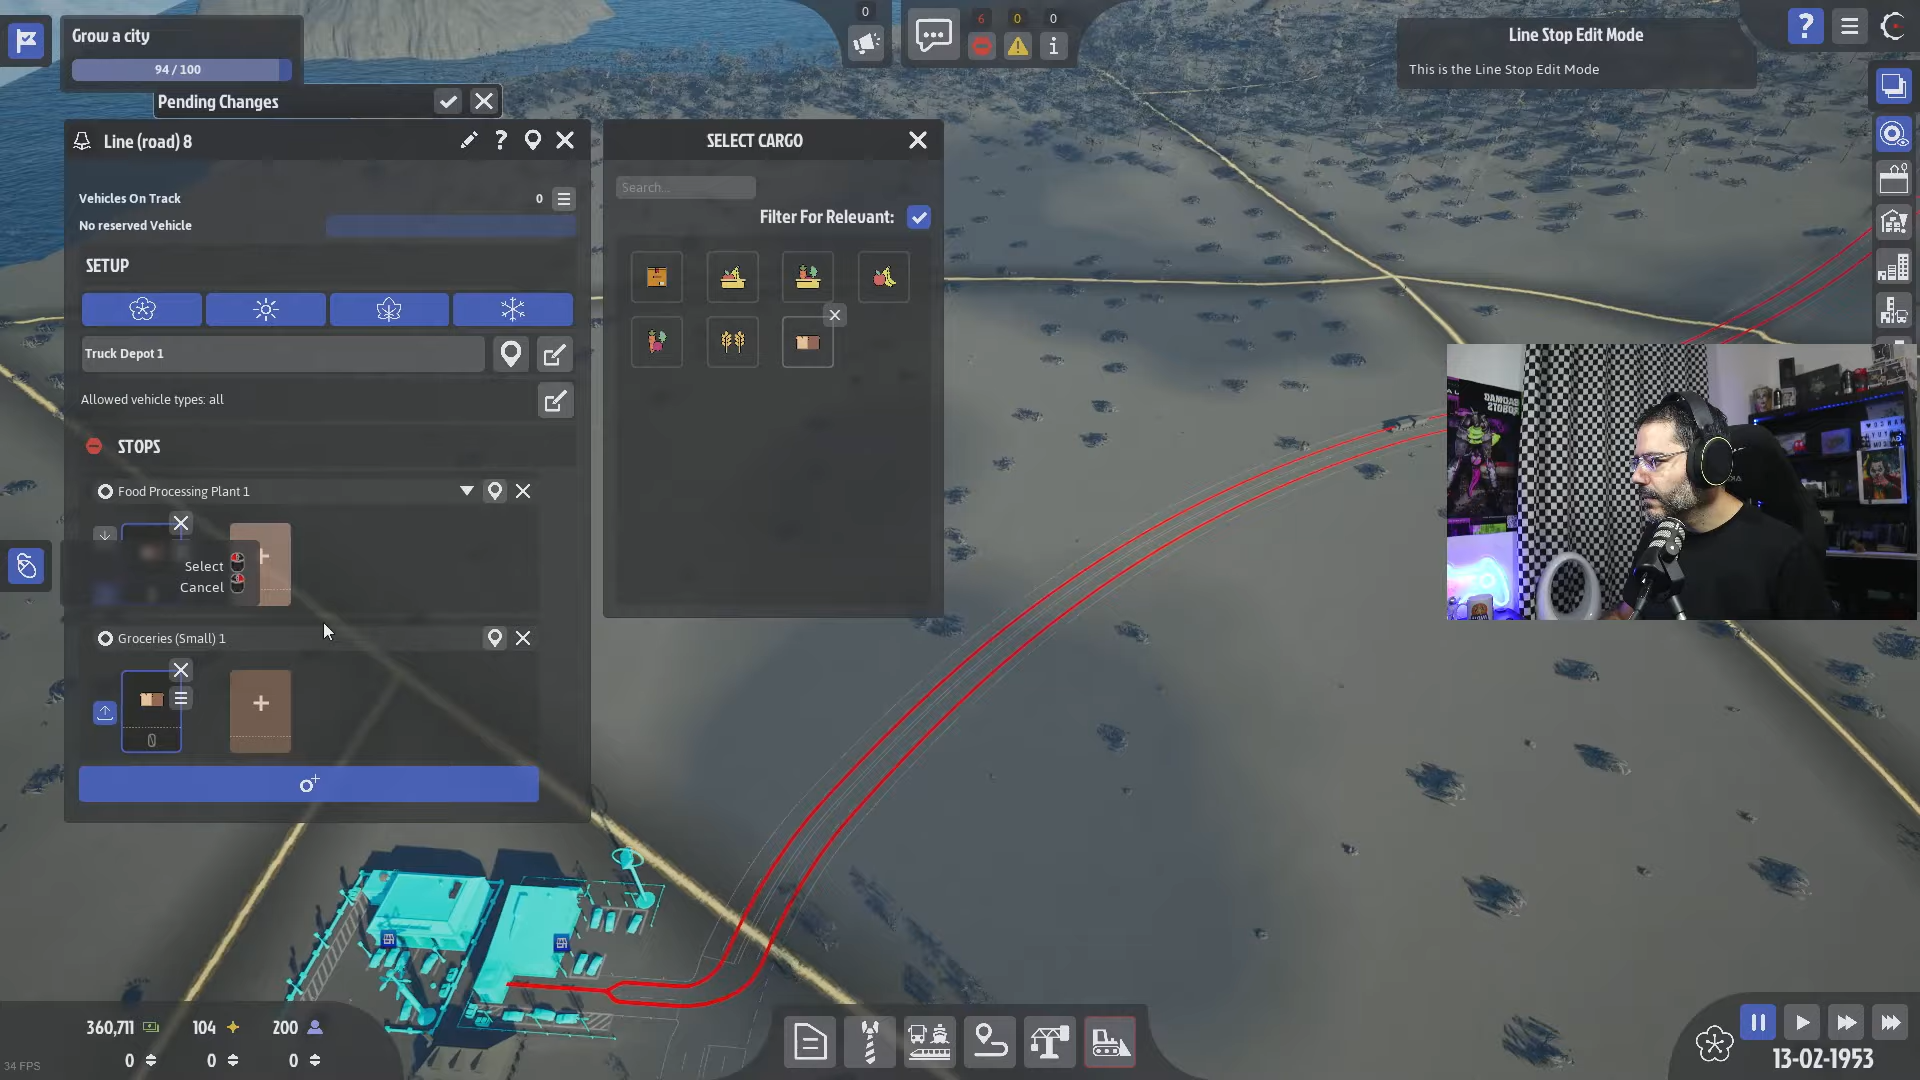 Grow a city
94 / 100
Pending Changes
Line (road) 8
Vehicles On Track
0
No reserved Vehicle
SETUP
Truck Depot 1
Allowed vehicle types: all
STOPS
Food Processing Plant 1
Select
Cancel
0
Groceries (Small) 1
0
SELECT CARGO
Search...
Filter For Relevant:
0
6
0
0
Line Stop Edit Mode
This is the Line Stop Edit Mode
360,711
104
200
0
0
0
34 FPS
13-02-1953